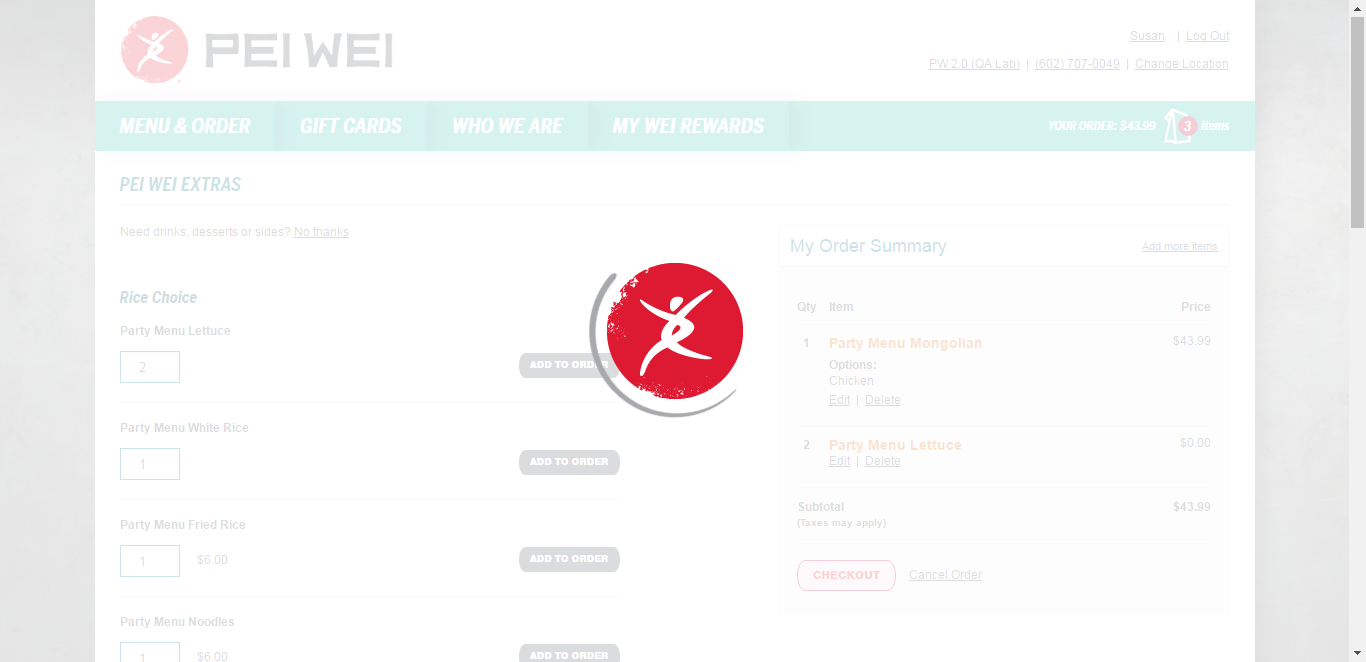 PEI WEI
Susan | Log Out
PW 2.0 (QA Lab) | (602) 707-0049 | Change Location
MENU & ORDER GIFT CARDS WHO WE ARE MY WEI REWARDS YOUR ORDER: $43.99 3 items
PEI WEI EXTRAS
Need drinks, desserts or sides? No thanks
Rice Choice
Party Menu Lettuce
2 ADD TO ORDER
Party Menu White Rice
1 ADD TO ORDER
Party Menu Fried Rice
1 $6.00 ADD TO ORDER
Party Menu Noodles
1 $6.00 ADD TO ORDER
My Order Summary Add more items
Qty Item Price
1 Party Menu Mongolian $43.99
Options:
Chicken
Edit | Delete
2 Party Menu Lettuce $0.00
Edit | Delete
Subtotal $43.99
(Taxes may apply)
CHECKOUT Cancel Order